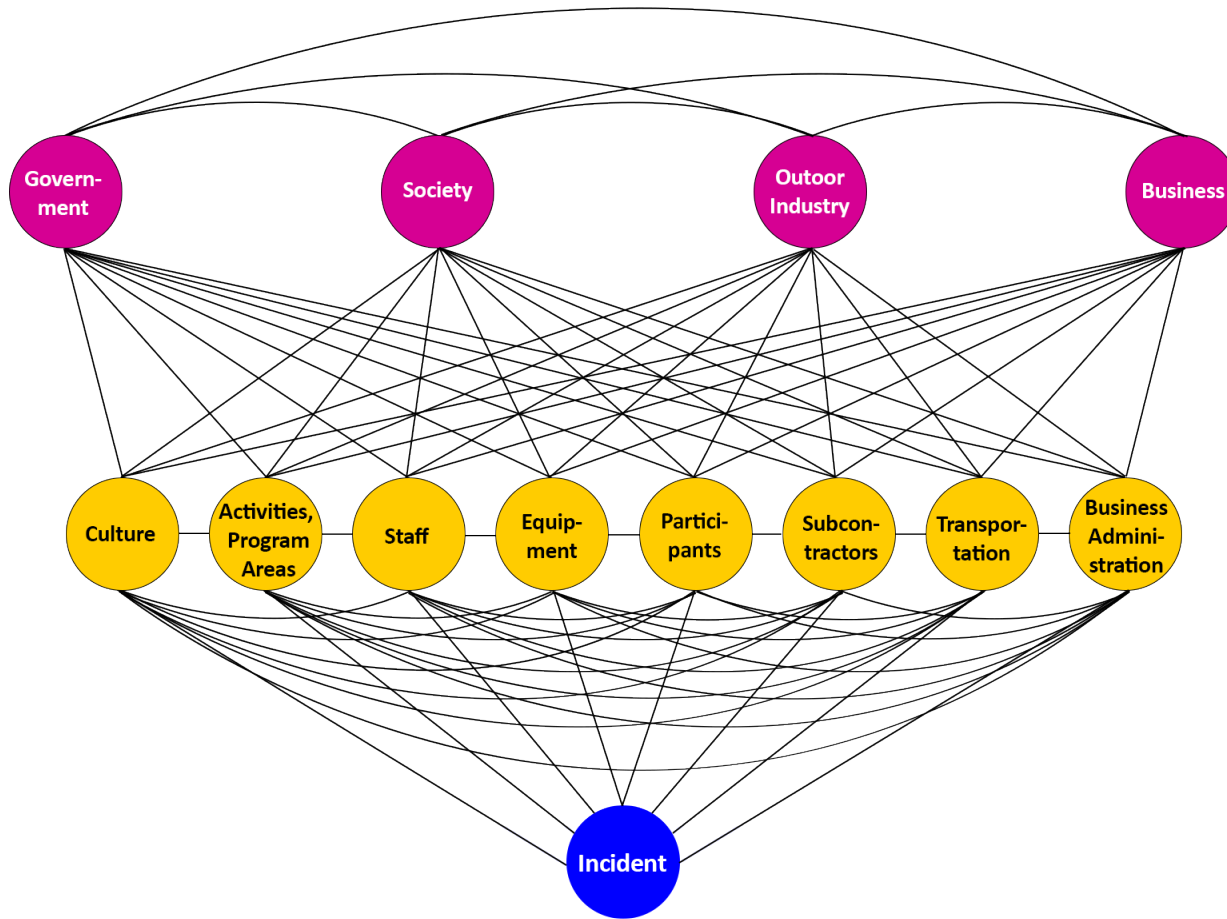 Govern-
ment
Society
Outoor
Industry
Business
Culture
Activities,
Program
Areas
Staff
Equip-
ment
Partici-
pants
Subcon-
tractors
Transpor-
tation
Business
Admini-
stration
Incident